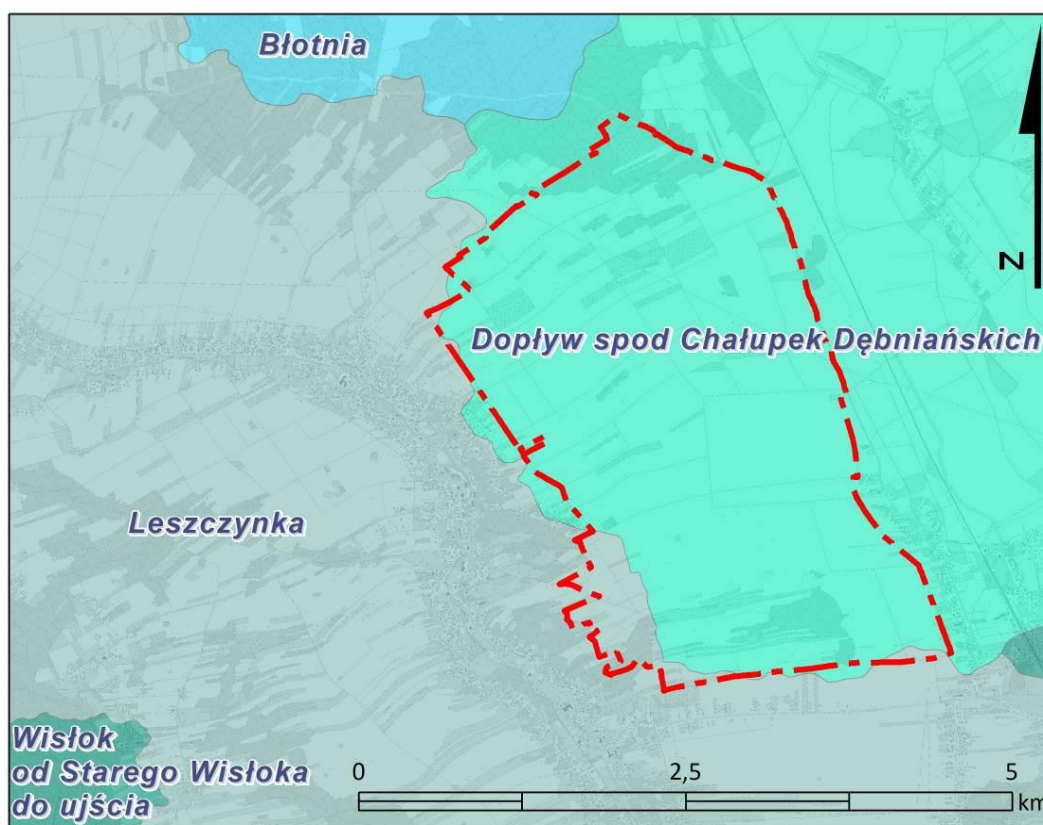 Błotnia
N
Dopływ spod Chałupek Dębniańskich
Leszczynka
Wisłok
od Starego Wisłoka
do ujścia
0 2,5 5
km